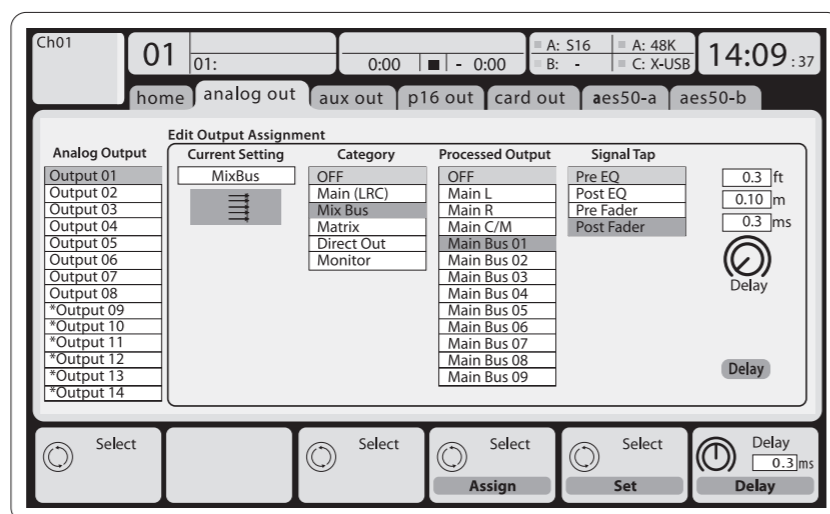 Ch01
01
01:
0:00 - 0:00
A: S16 A: 48K
B: - C: X-USB
14:09 :37
home analog out aux out p16 out card out aes50-a aes50-b
Edit Output Assignment
Analog Output Current Setting Category Processed Output Signal Tap
Output 01 MixBus OFF OFF Pre EQ 0.3 ft
Output 02 Main (LRC) Main L Post EQ 0.10 m
Output 03 Mix Bus Main R Pre Fader 0.3 ms
Output 04 Matrix Main C/M Post Fader
Output 05 Direct Out Main Bus 01
Output 06 Monitor Main Bus 02
Output 07 Main Bus 03 Delay
Output 08 Main Bus 04
*Output 09 Main Bus 05
*Output 10 Main Bus 06
*Output 11 Main Bus 07
*Output 12 Main Bus 08 Delay
*Output 13 Main Bus 09
*Output 14
Select Select Select Select Delay
0.3 ms
Assign Set Delay